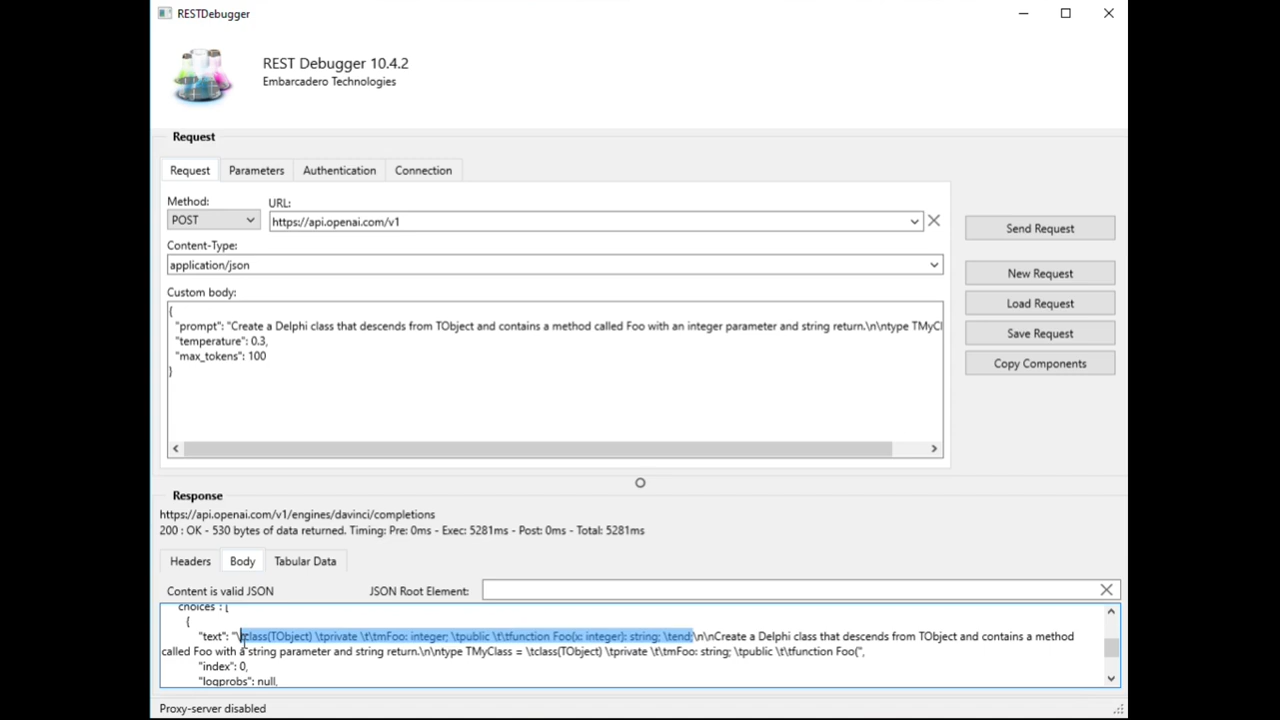 RESTDebugger
REST Debugger 10.4.2
Embarcadero Technologies
Request
Request Parameters Authentication Connection
Method:
URL:
POST
https://api.openai.com/v1
Send Request
Content-Type:
application/json
New Request
Custom body:
Load Request
{
"prompt": "Create a Delphi class that descends from TObject and contains a method called Foo with an integer parameter and string return.\n\ntype TMyCl
Save Request
"temperature": 0.3,
"max_tokens": 100
Copy Components
}
Response
https://api.openai.com/v1/engines/davinci/completions
200 : OK - 530 bytes of data returned. Timing: Pre: 0ms - Exec: 5281ms - Post: 0ms - Total: 5281ms
Headers Body Tabular Data
Content is valid JSON
JSON Root Element:
choices : [
{
"text": "\tclass(TObject) \tprivate \t\tmFoo: integer; \tpublic \t\tfunction Foo(x: integer): string; \tend;\n\nCreate a Delphi class that descends from TObject and contains a method
called Foo with a string parameter and string return.\n\ntype TMyClass = \tclass(TObject) \tprivate \t\tmFoo: string; \tpublic \t\tfunction Foo(",
"index": 0,
"logprobs": null,
Proxy-server disabled